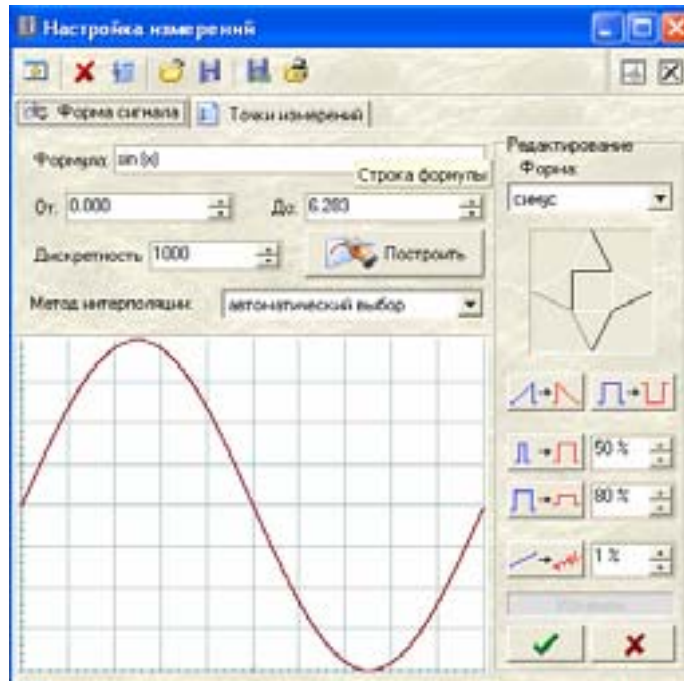 Настройка измерений
Форма сигнала
Точки измерений
Формула: sin (x)
Строка формулы
От: 0.000
До: 6.283
Дискретность 1000
Построить
Метод интерполяции: автоматический выбор
Редактирование
Форма:
синус
50 %
80 %
1 %